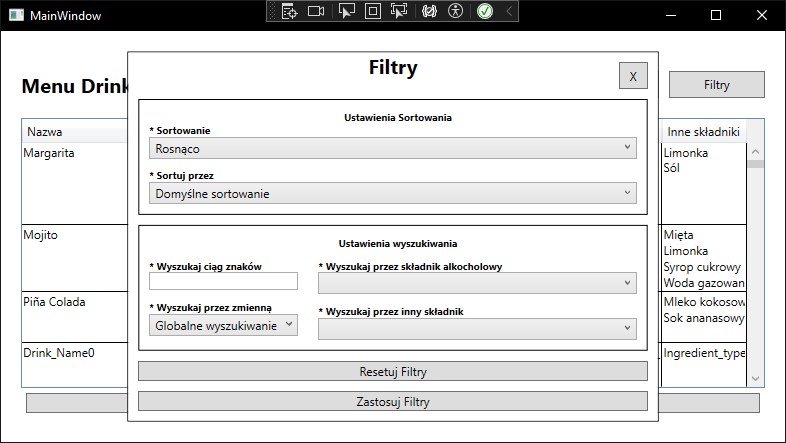 MainWindow
Filtry
X
Menu Drink
Filtry
Ustawienia Sortowania
* Sortowanie
Rosnąco
* Sortuj przez
Domyślne sortowanie
Ustawienia wyszukiwania
* Wyszukaj ciąg znaków
* Wyszukaj przez składnik alkoholowy
* Wyszukaj przez zmienną
Globalne wyszukiwanie
* Wyszukaj przez inny składnik
Resetuj Filtry
Zastosuj Filtry
Nazwa
Inne składniki
Margarita
Limonka
Sól
Mojito
Mięta
Limonka
Syrop cukrowy
Woda gazowan
Piña Colada
Mleko kokosow
Sok ananasowy
Drink_Name0
Ingredient_type